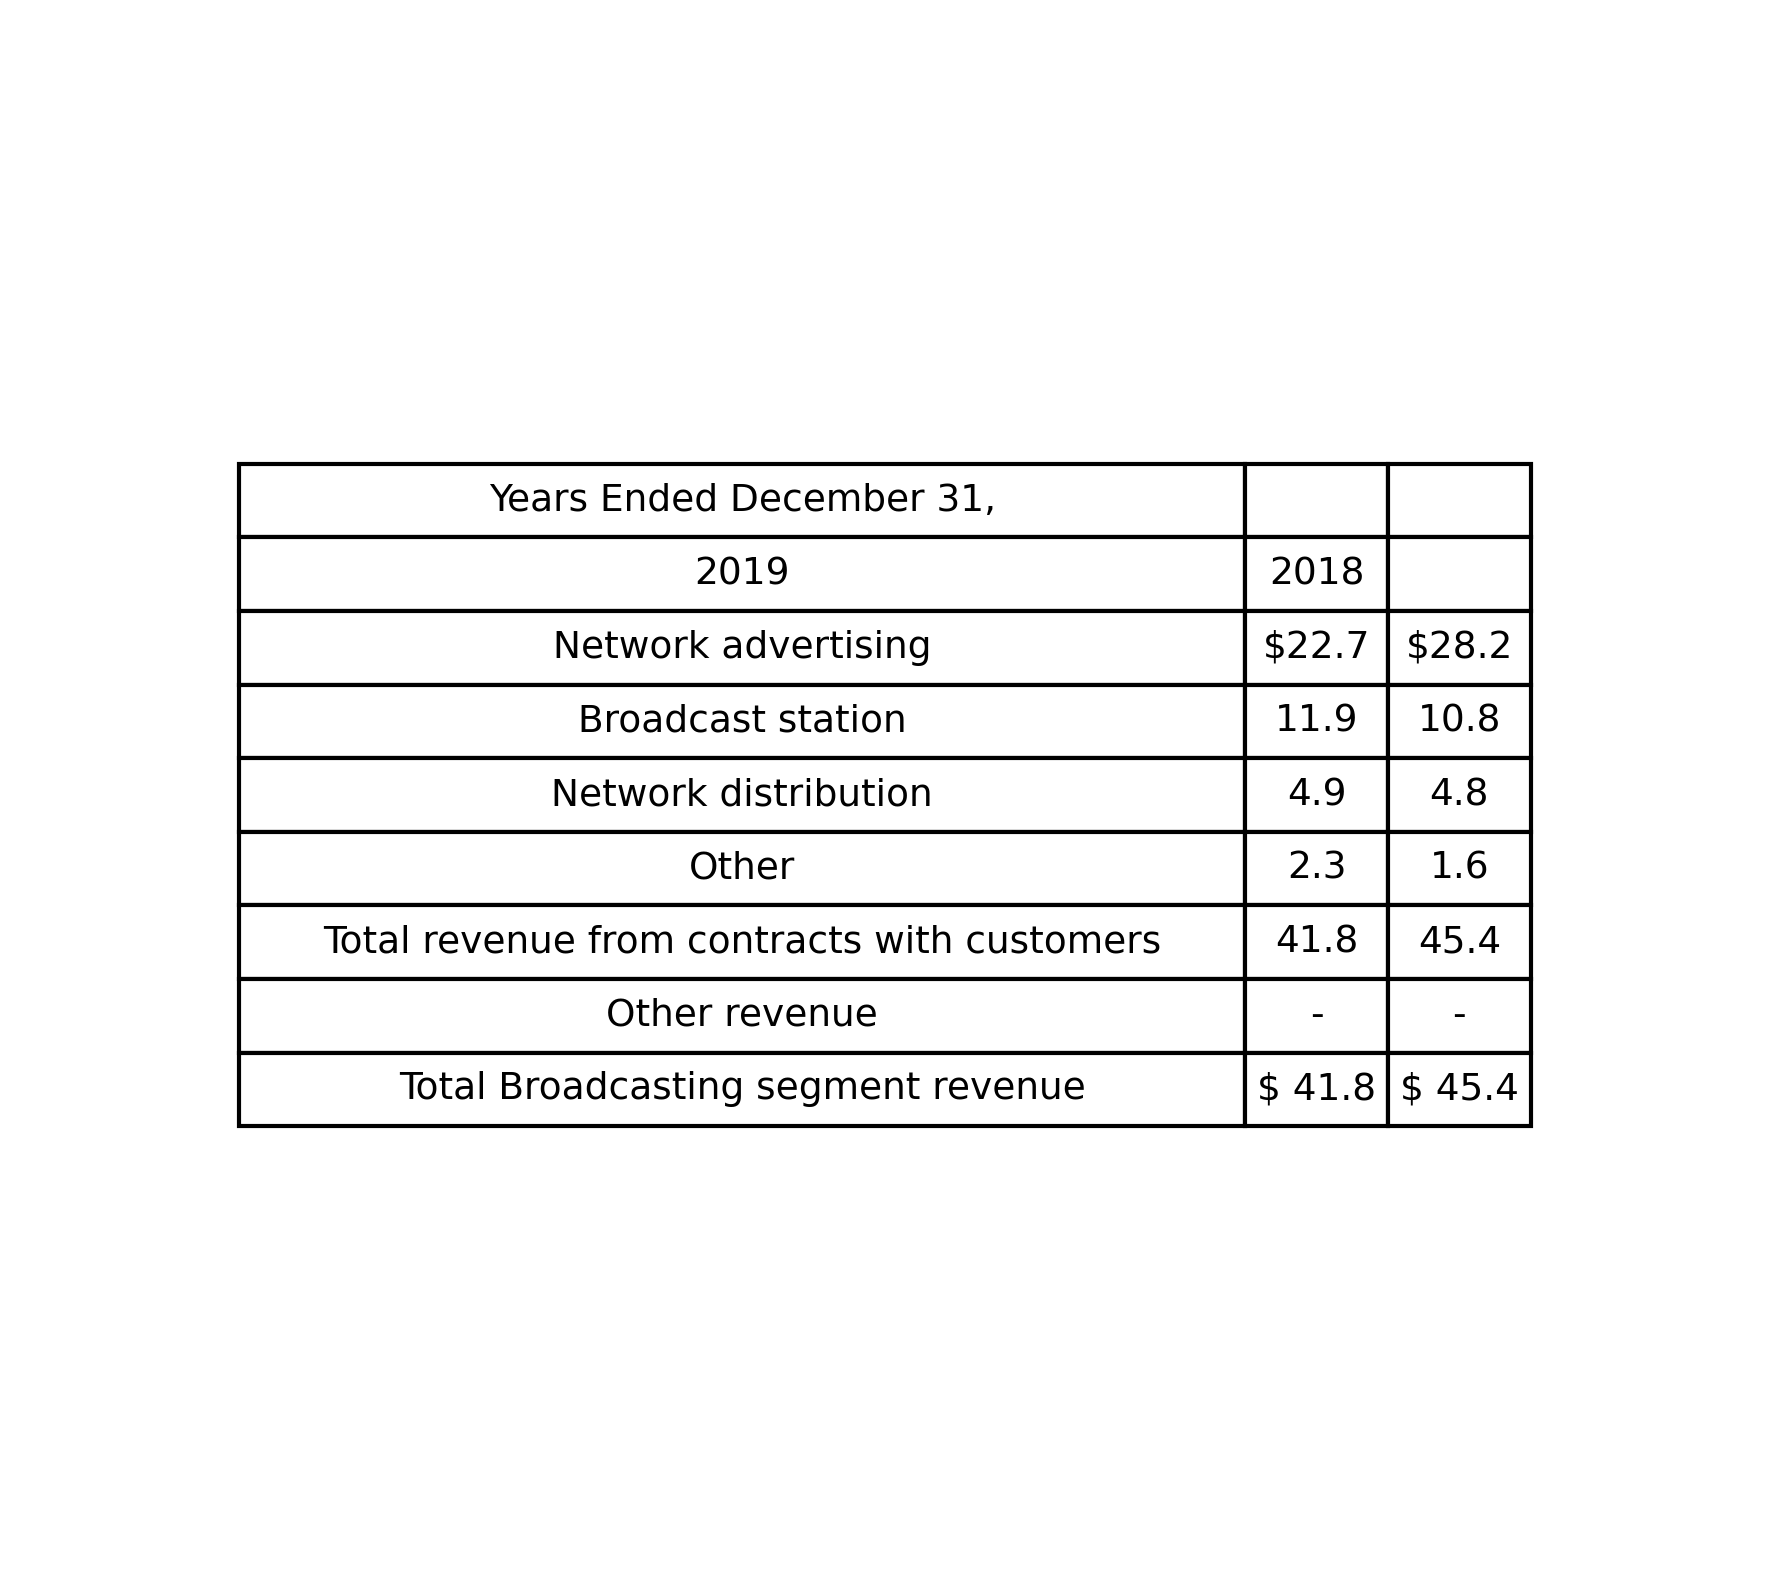 Years Ended December 31,
2019 2018
Network advertising $22.7 $28.2
Broadcast station 11.9 10.8
Network distribution 4.9 4.8
Other 2.3 1.6
Total revenue from contracts with customers 41.8 45.4
Other revenue - -
Total Broadcasting segment revenue $ 41.8 $ 45.4